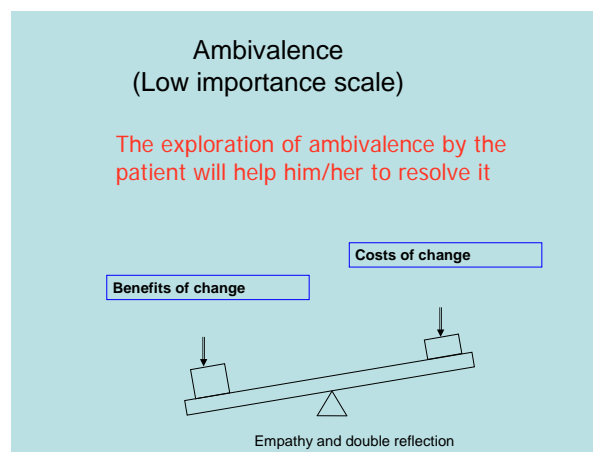 Ambivalence
(Low importance scale)
The exploration of ambivalence by the
patient will help him/her to resolve it
Costs of change
Benefits of change
Empathy and double reflection